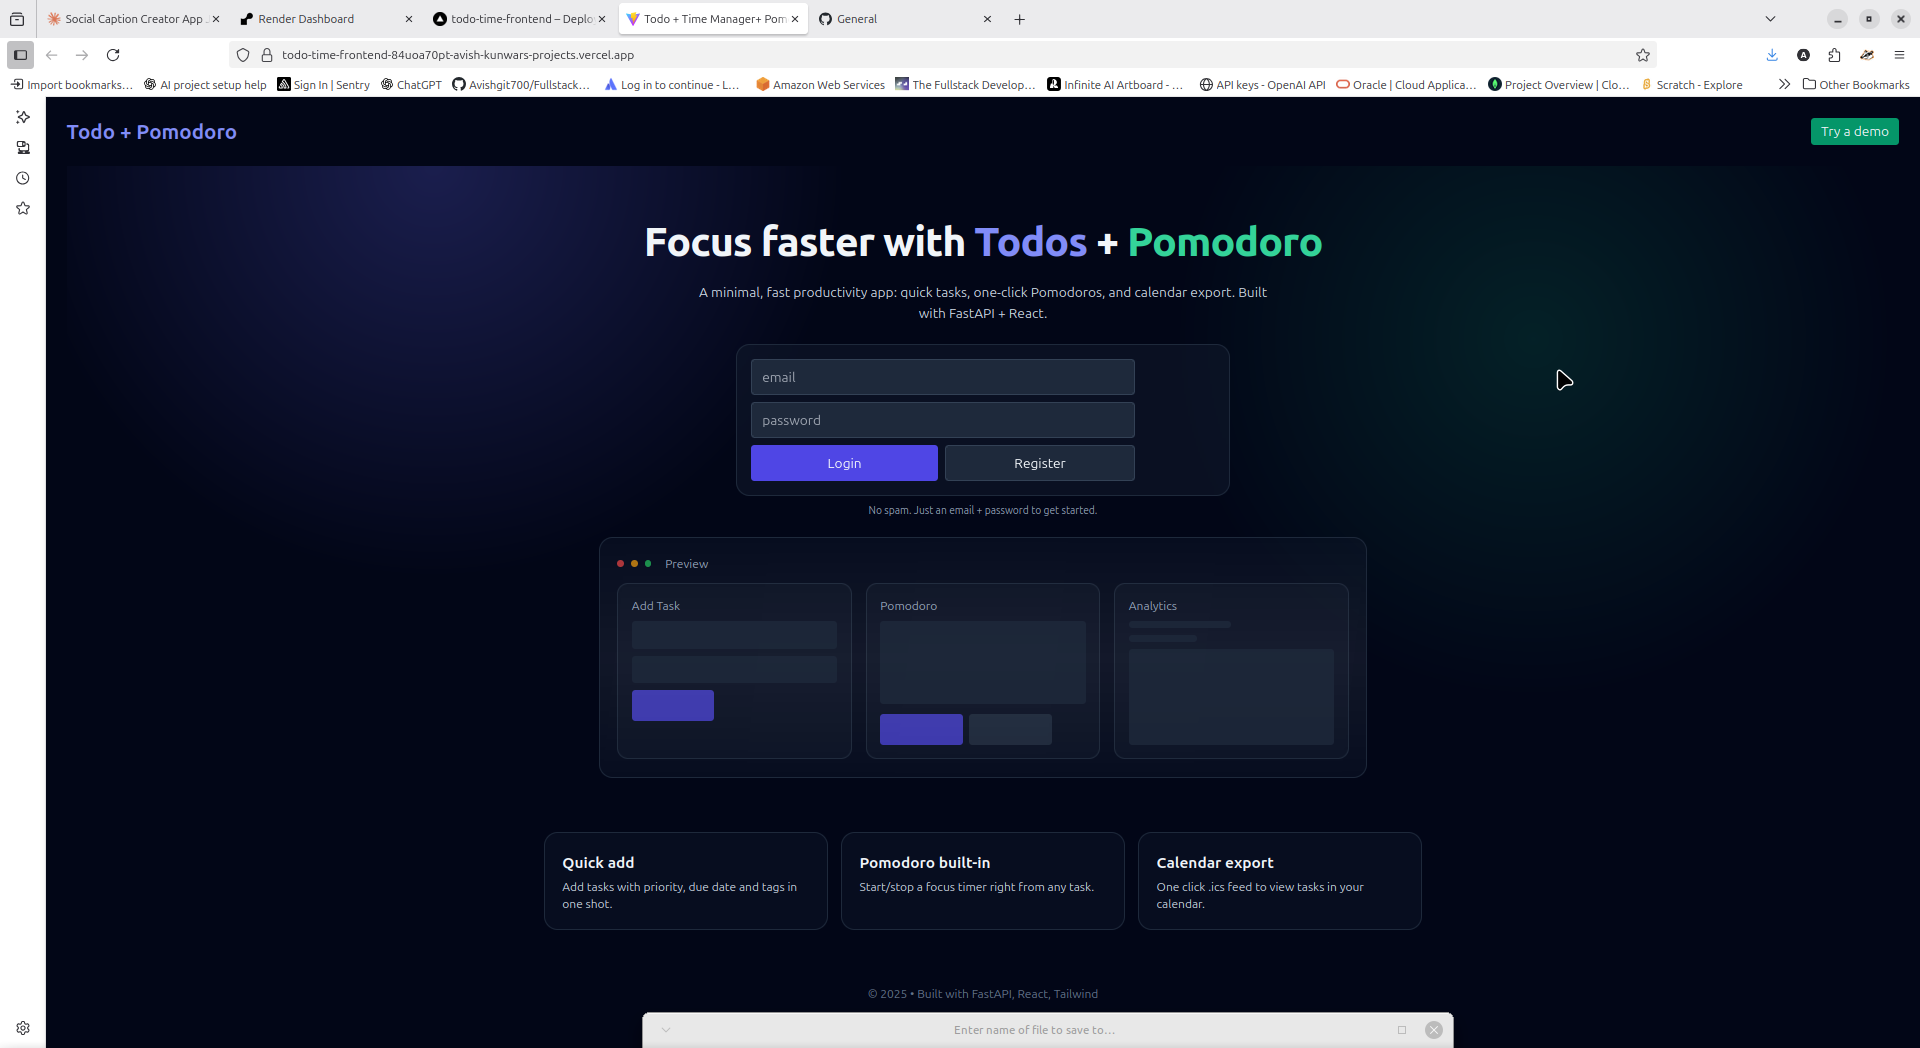 Social Caption Creator App
Render Dashboard
todo-time-frontend – Deplo
Todo + Time Manager+ Pom
General
todo-time-frontend-84uoa70pt-avish-kunwars-projects.vercel.app
Import bookmarks…
AI project setup help
Sign In | Sentry
ChatGPT
Avishgit700/Fullstack…
Log in to continue - L…
Amazon Web Services
The Fullstack Develop…
Infinite AI Artboard - …
API keys - OpenAI API
Oracle | Cloud Applica…
Project Overview | Clo…
Scratch - Explore
Other Bookmarks
Todo + Pomodoro
Try a demo
Focus faster with Todos + Pomodoro
A minimal, fast productivity app: quick tasks, one-click Pomodoros, and calendar export. Built
with FastAPI + React.
email
password
Login
Register
No spam. Just an email + password to get started.
Preview
Add Task
Pomodoro
Analytics
Quick add
Add tasks with priority, due date and tags in
one shot.
Pomodoro built-in
Start/stop a focus timer right from any task.
Calendar export
One click .ics feed to view tasks in your
calendar.
© 2025 • Built with FastAPI, React, Tailwind
Enter name of file to save to…